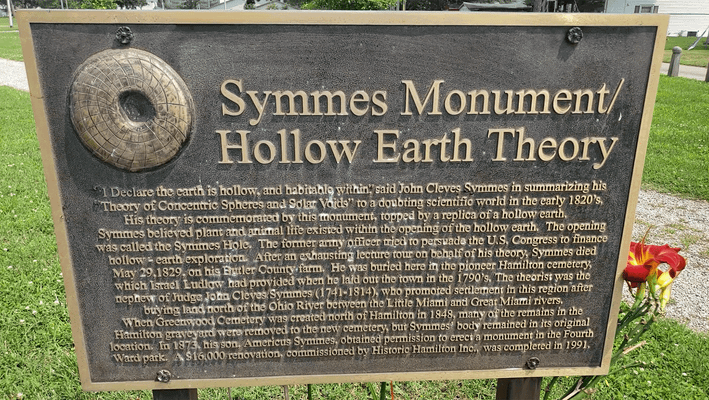 Symmes Monument/
Hollow Earth Theory
"I Declare the earth is hollow, and habitable within," said John Cleves Symmes in summarizing his
"Theory of Concentric Spheres and Solar Voids" to a doubting scientific world in the early 1820's.
His theory is commemorated by this monument, topped by a replica of a hollow earth.
Symmes believed plant and animal life existed within the opening of the hollow earth. The opening
was called the Symmes Hole. The former army officer tried to persuade the U.S. Congress to finance
hollow - earth exploration. After an exhausting lecture tour on behalf of his theory, Symmes died
May 29,1829, on his Butler County farm. He was buried here in the pioneer Hamilton cemetery,
which Israel Ludlow had provided when he laid out the town in the 1790's. The theorist was the
nephew of Judge John Cleves Symmes (1741-1814), who promoted settlement in this region after
buying land north of the Ohio River between the Little Miami and Great Miami rivers.
When Greenwood Cemetery was created north of Hamilton in 1848, many of the remains in the
Hamilton graveyard were removed to the new cemetery, but Symmes' body remained in its original
location. In 1873, his son, Americus Symmes, obtained permission to erect a monument in the Fourth
Ward park. A $16,000 renovation, commissioned by Historic Hamilton Inc., was completed in 1991.